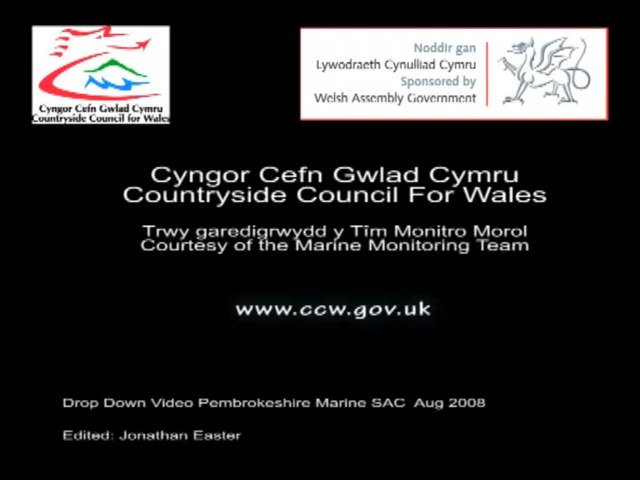 Cyngor Cefn Gwlad Cymru
Countryside Council for Wales
Noddir gan
Lywodraeth Cynulliad Cymru
Sponsored by
Welsh Assembly Government
Cyngor Cefn Gwlad Cymru
Countryside Council For Wales
Trwy garedigrwydd y Tîm Monitro Morol
Courtesy of the Marine Monitoring Team
www.ccw.gov.uk
Drop Down Video Pembrokeshire Marine SAC Aug 2008
Edited: Jonathan Easter